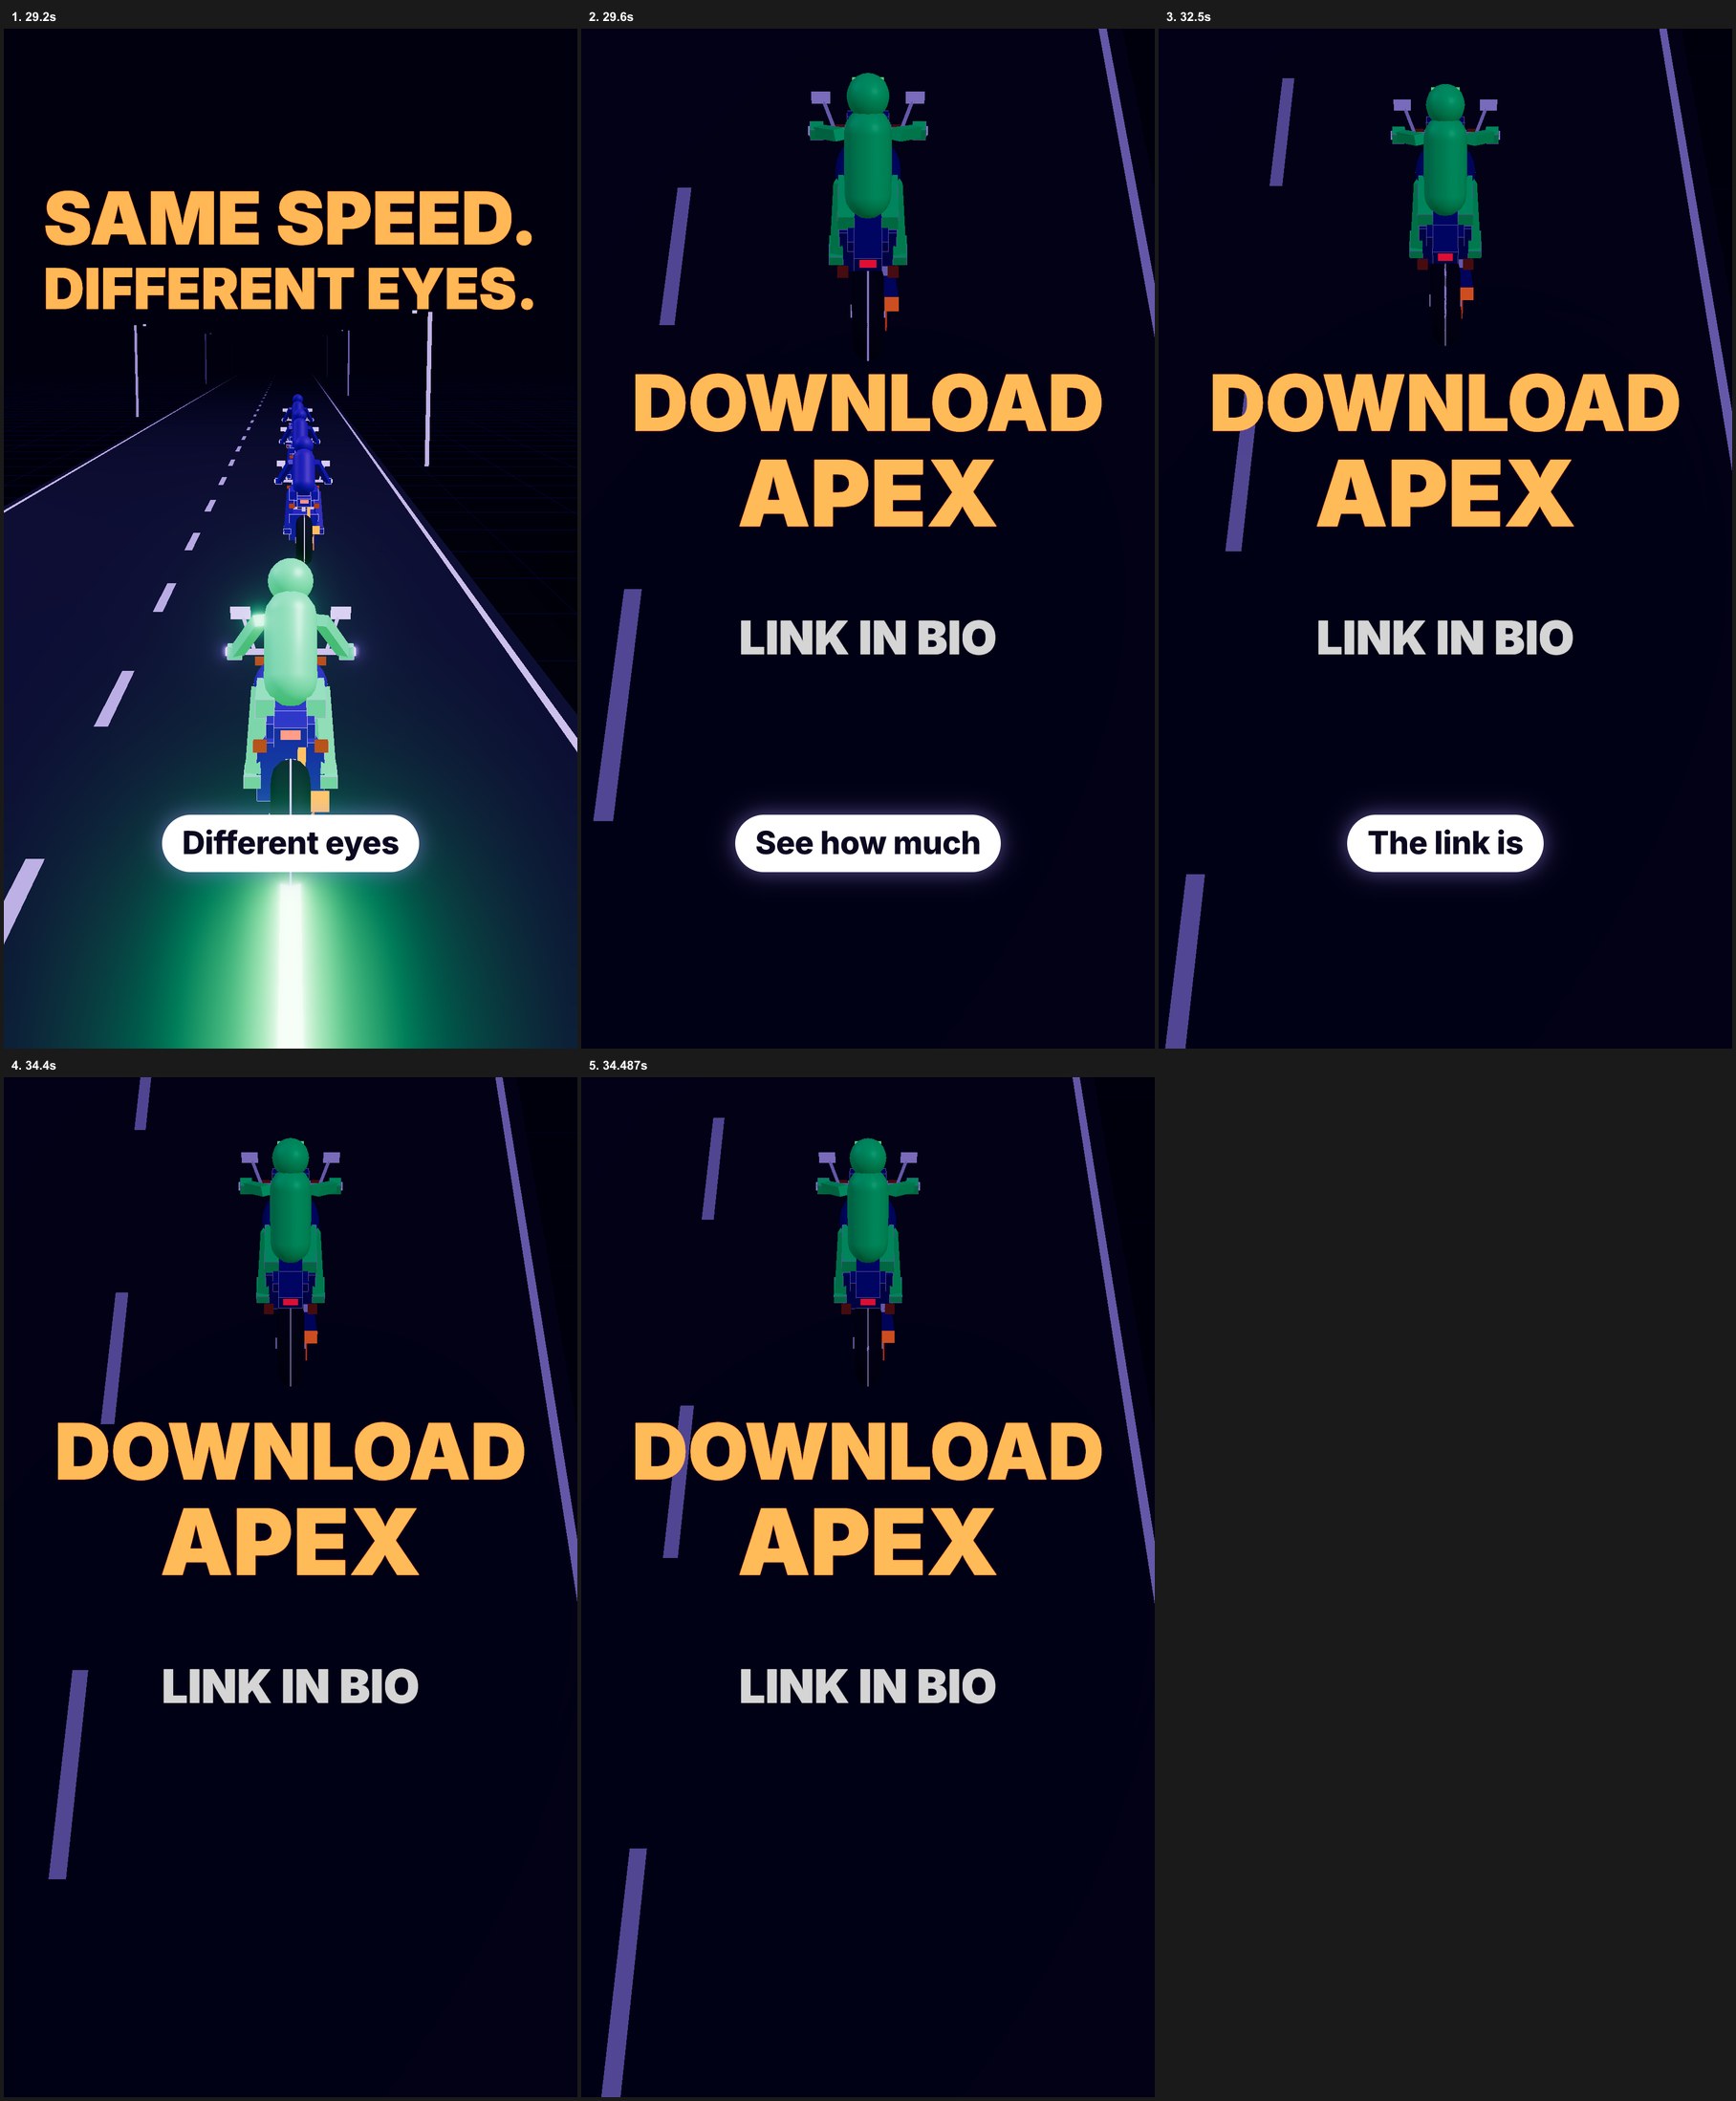 1. 29.2s
SAME SPEED.
DIFFERENT EYES.
Different eyes
2. 29.6s
DOWNLOAD
APEX
LINK IN BIO
See how much
3. 32.5s
DOWNLOAD
APEX
LINK IN BIO
The link is
4. 34.4s
DOWNLOAD
APEX
LINK IN BIO
5. 34.487s
DOWNLOAD
APEX
LINK IN BIO